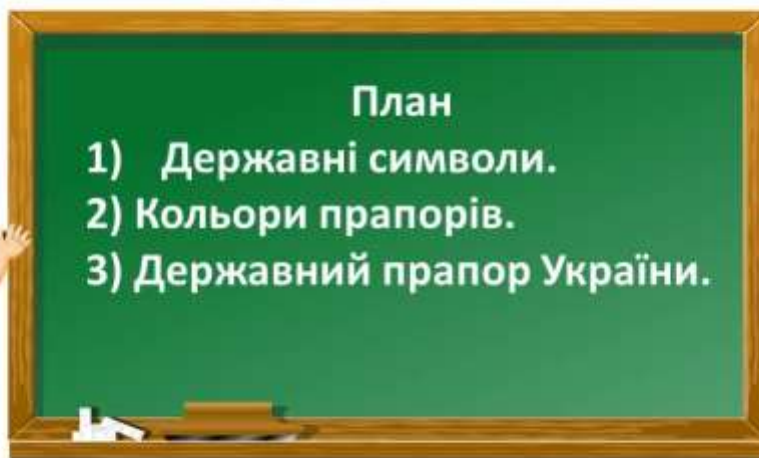 План
1) Державні символи.
2) Кольори прапорів.
3) Державний прапор України.